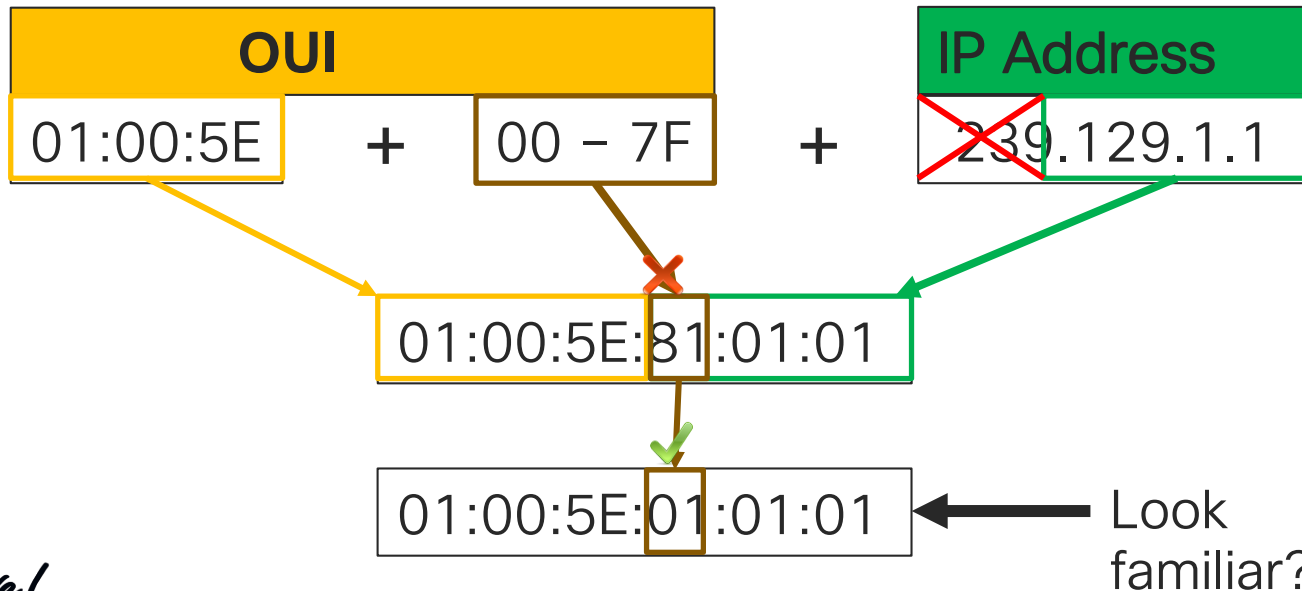 OUI
IP Address
01:00:5E + 00 – 7F + 239.129.1.1
01:00:5E:81:01:01
01:00:5E:01:01:01
Look
familiar?